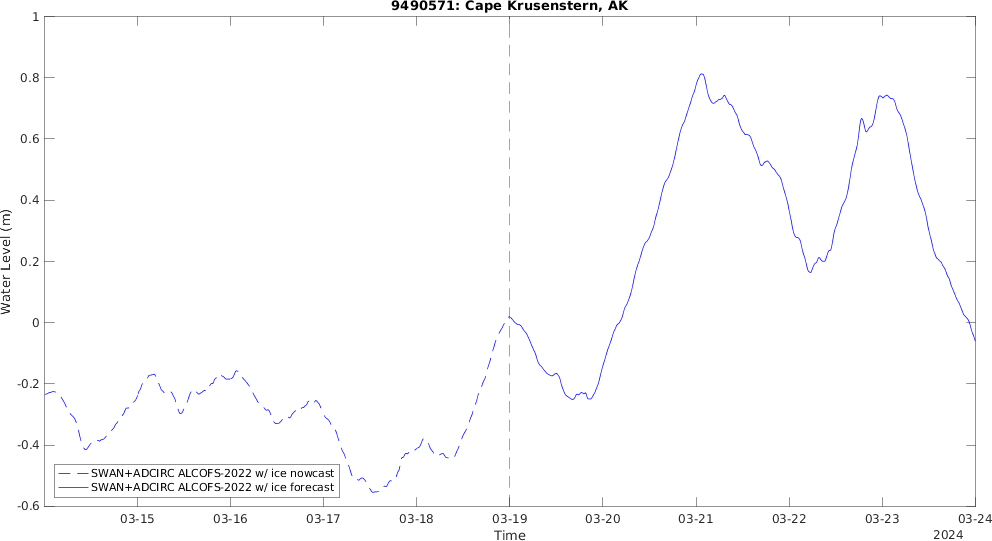 9490571: Cape Krusenstern, AK
Water Level (m)
1
0.8
0.6
0.4
0.2
0
-0.2
-0.4
-0.6
SWAN+ADCIRC ALCOFS-2022 w/ ice nowcast
SWAN+ADCIRC ALCOFS-2022 w/ ice forecast
03-15 03-16 03-17 03-18 03-19 03-20 03-21 03-22 03-23 03-24
Time
2024